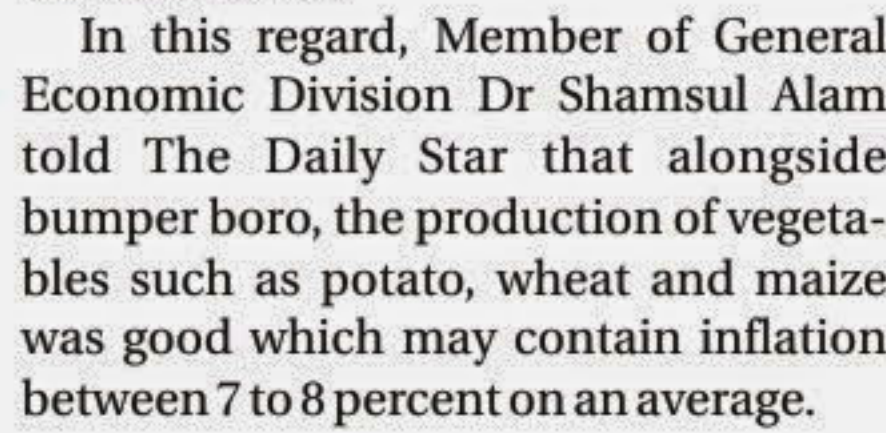 In this regard, Member of General
Economic Division Dr Shamsul Alam
told The Daily Star that alongside
bumper boro, the production of vegeta-
bles such as potato, wheat and maize
was good which may contain inflation
between 7 to 8 percent on an average.